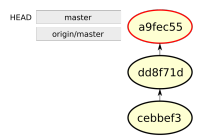 HEAD master a9fec55
origin/master
dd8f71d
cebbef3